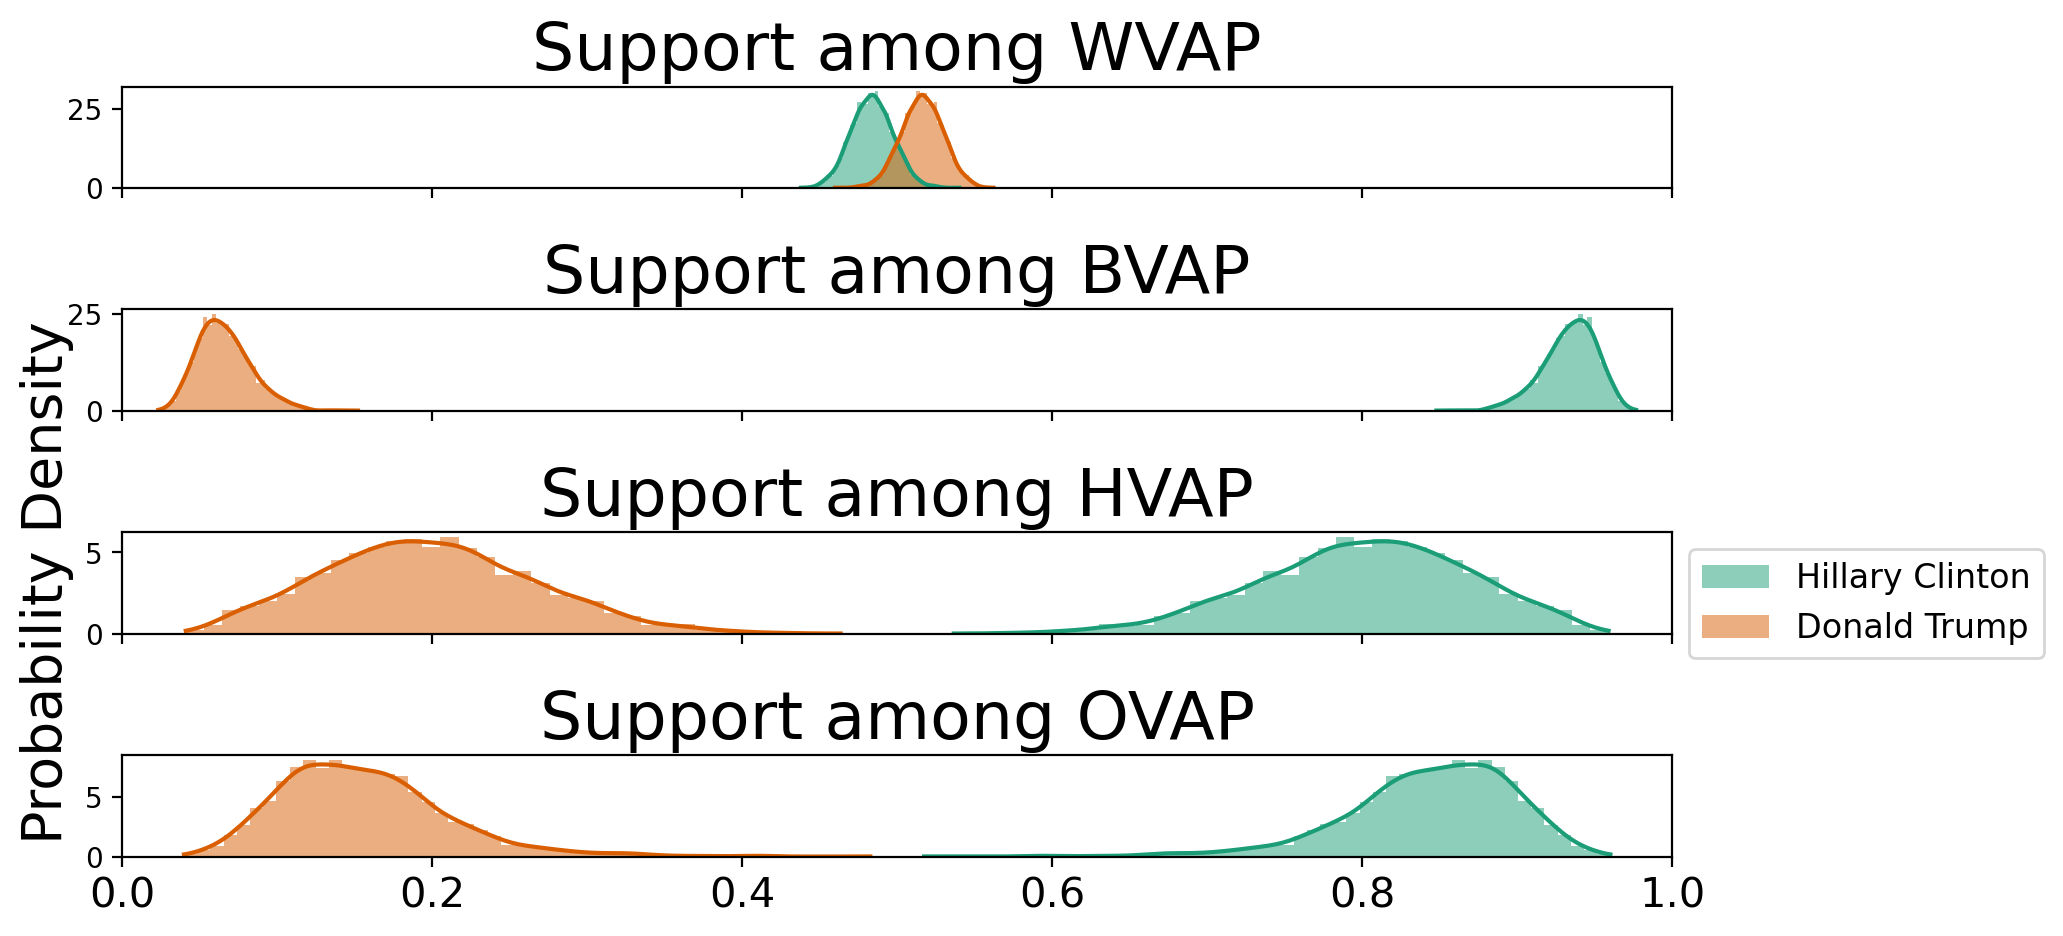 Support among WVAP
25
0
Support among BVAP
25
0
Support among HVAP
5
0
Support among OVAP
5
0
0.0 0.2 0.4 0.6 0.8 1.0
Probability Density
Hillary Clinton
Donald Trump